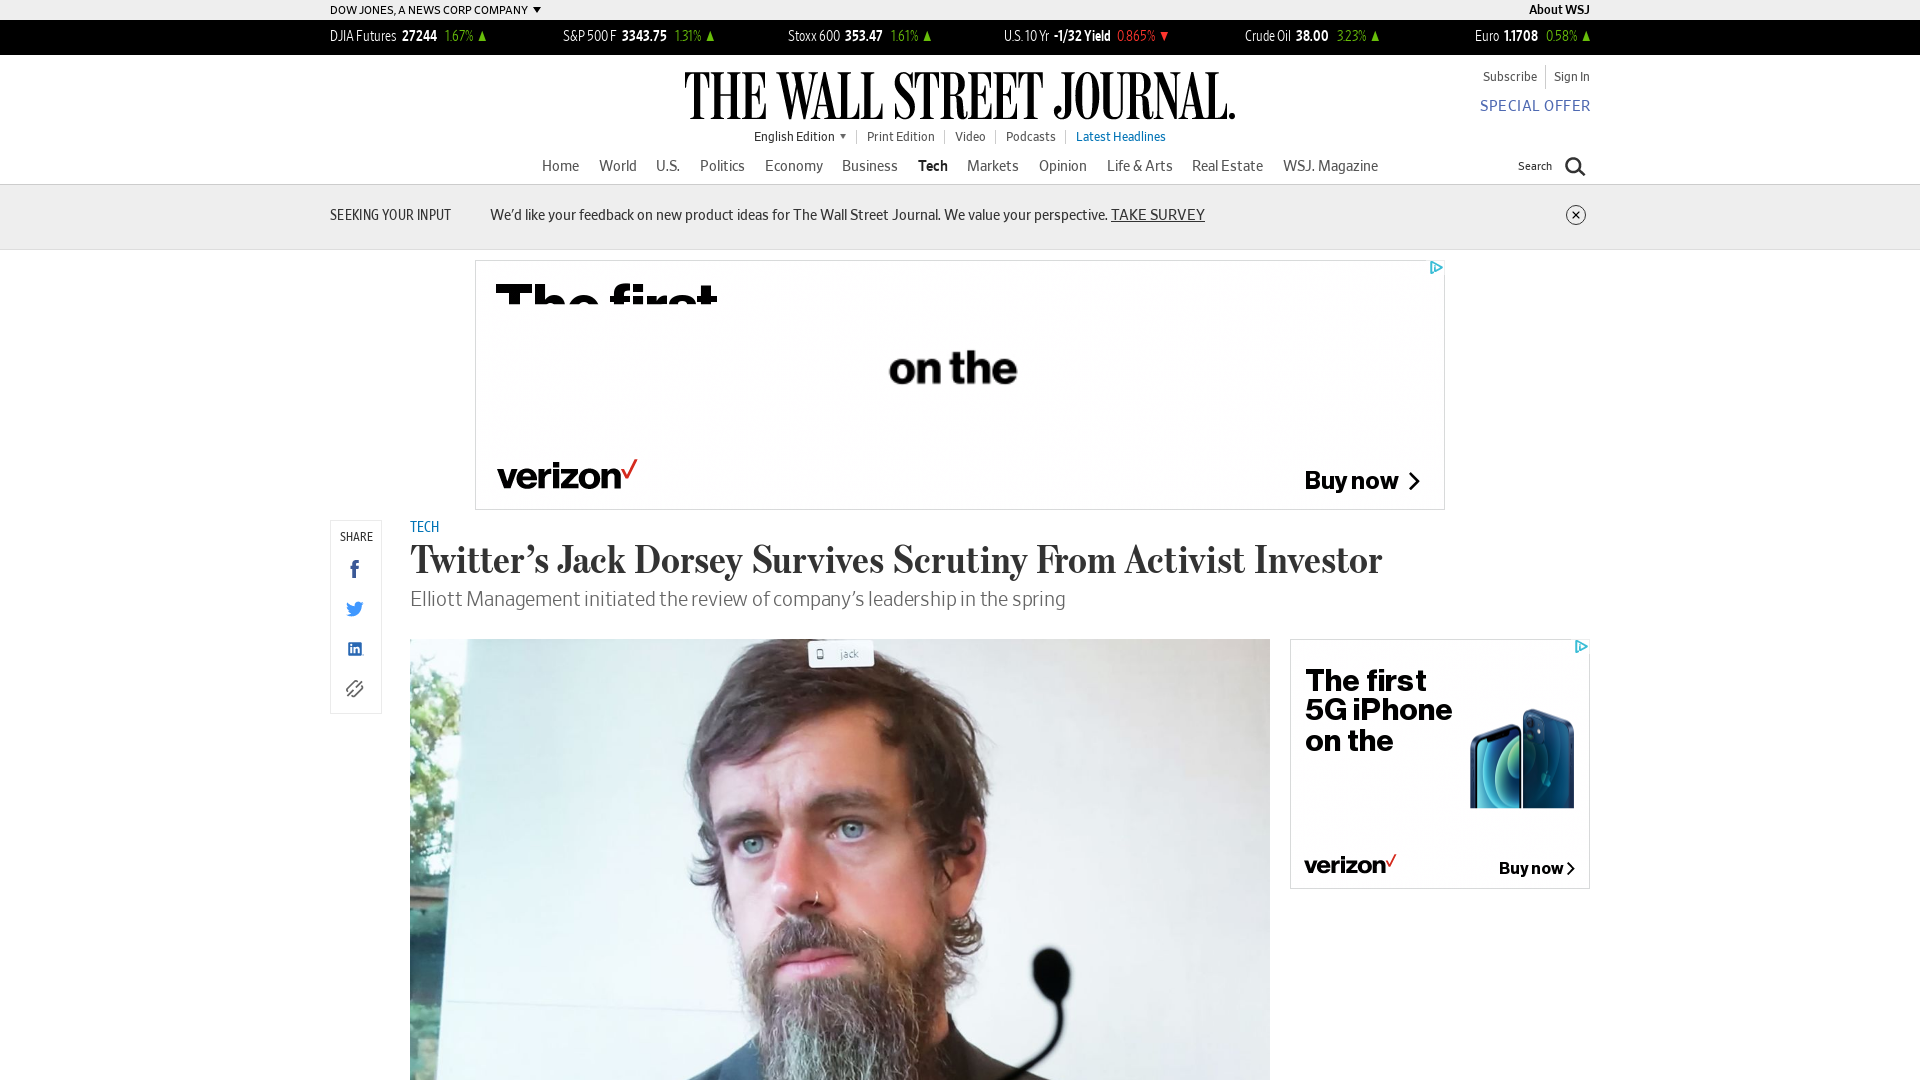 DOW JONES, A NEWS CORP COMPANY
About WSJ
DJIA Futures 27244 1.67%
S&P 500 F 3343.75 1.31%
Stoxx 600 353.47 1.61%
U.S. 10 Yr -1/32 Yield 0.865%
Crude Oil 38.00 3.23%
Euro 1.1708 0.58%
THE WALL STREET JOURNAL.
Subscribe
Sign In
SPECIAL OFFER
English Edition
Print Edition
Video
Podcasts
Latest Headlines
Home
World
U.S.
Politics
Economy
Business
Tech
Markets
Opinion
Life & Arts
Real Estate
WSJ. Magazine
Search
SEEKING YOUR INPUT
We’d like your feedback on new product ideas for The Wall Street Journal. We value your perspective. TAKE SURVEY
The first
on the
verizon
Buy now
SHARE
TECH
Twitter’s Jack Dorsey Survives Scrutiny From Activist Investor
Elliott Management initiated the review of company’s leadership in the spring
jack
The first
5G iPhone
on the
verizon
Buy now